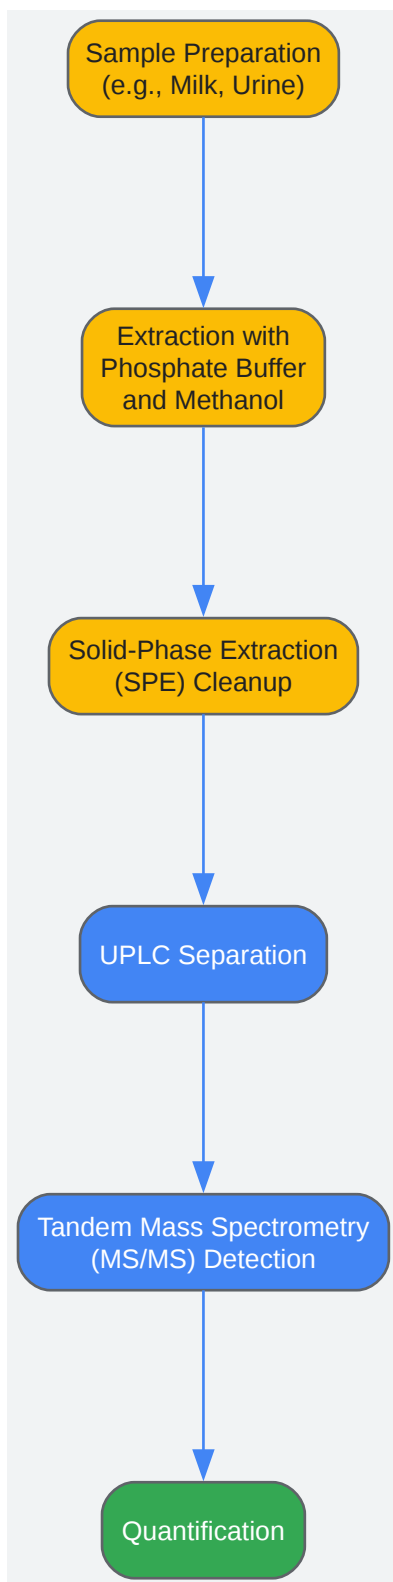 Sample Preparation
(e.g., Milk, Urine)
Extraction with
Phosphate Buffer
and Methanol
Solid-Phase Extraction
(SPE) Cleanup
UPLC Separation
Tandem Mass Spectrometry
(MS/MS) Detection
Quantification